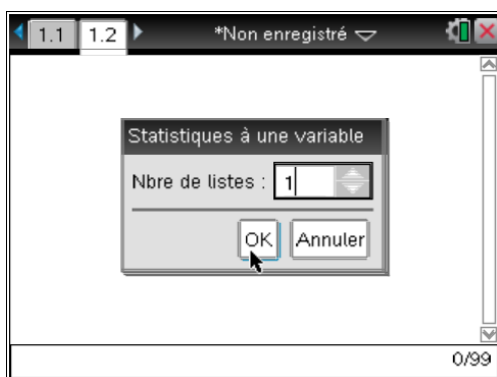 1.1 1.2 *Non enregistré
Statistiques à une variable
Nbre de listes : 1
OK Annuler
0/99